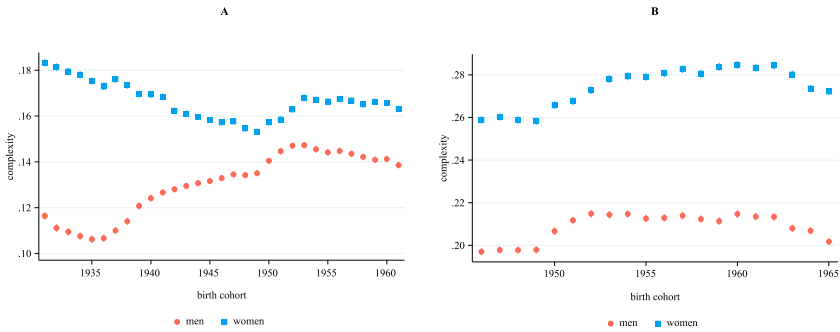 A
complexity
.18
.16
.14
.12
.10
1935 1940 1945 1950 1955 1960
birth cohort
men women
B
complexity
.28
.26
.24
.22
.20
1950 1955 1960 1965
birth cohort
men women